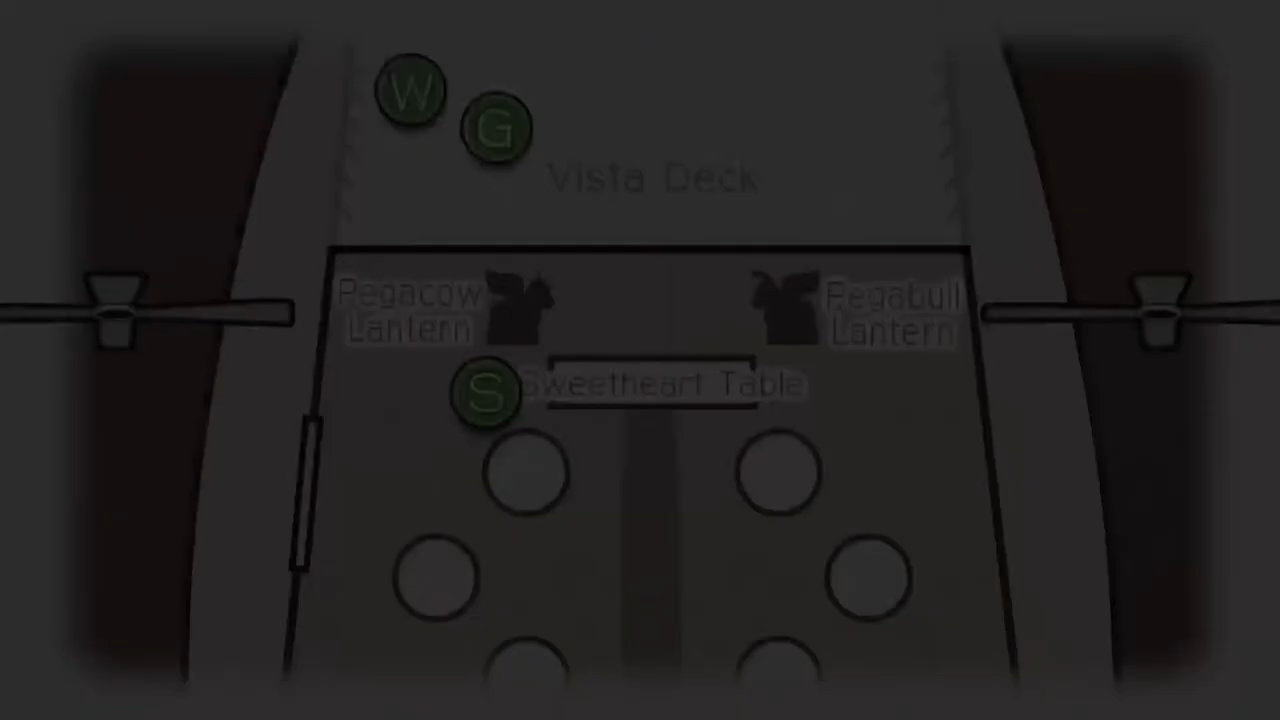 W
G
Vista Deck
Pegacow
Lantern
Pegabull
Lantern
S
Sweetheart Table